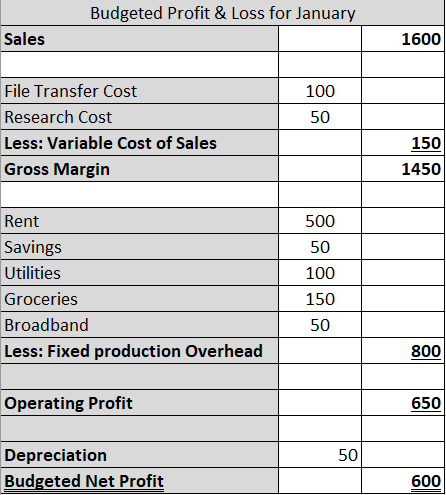 Budgeted Profit & Loss for January
Sales 1600
File Transfer Cost 100
Research Cost 50
Less: Variable Cost of Sales 150
Gross Margin 1450
Rent 500
Savings 50
Utilities 100
Groceries 150
Broadband 50
Less: Fixed production Overhead 800
Operating Profit 650
Depreciation 50
Budgeted Net Profit 600